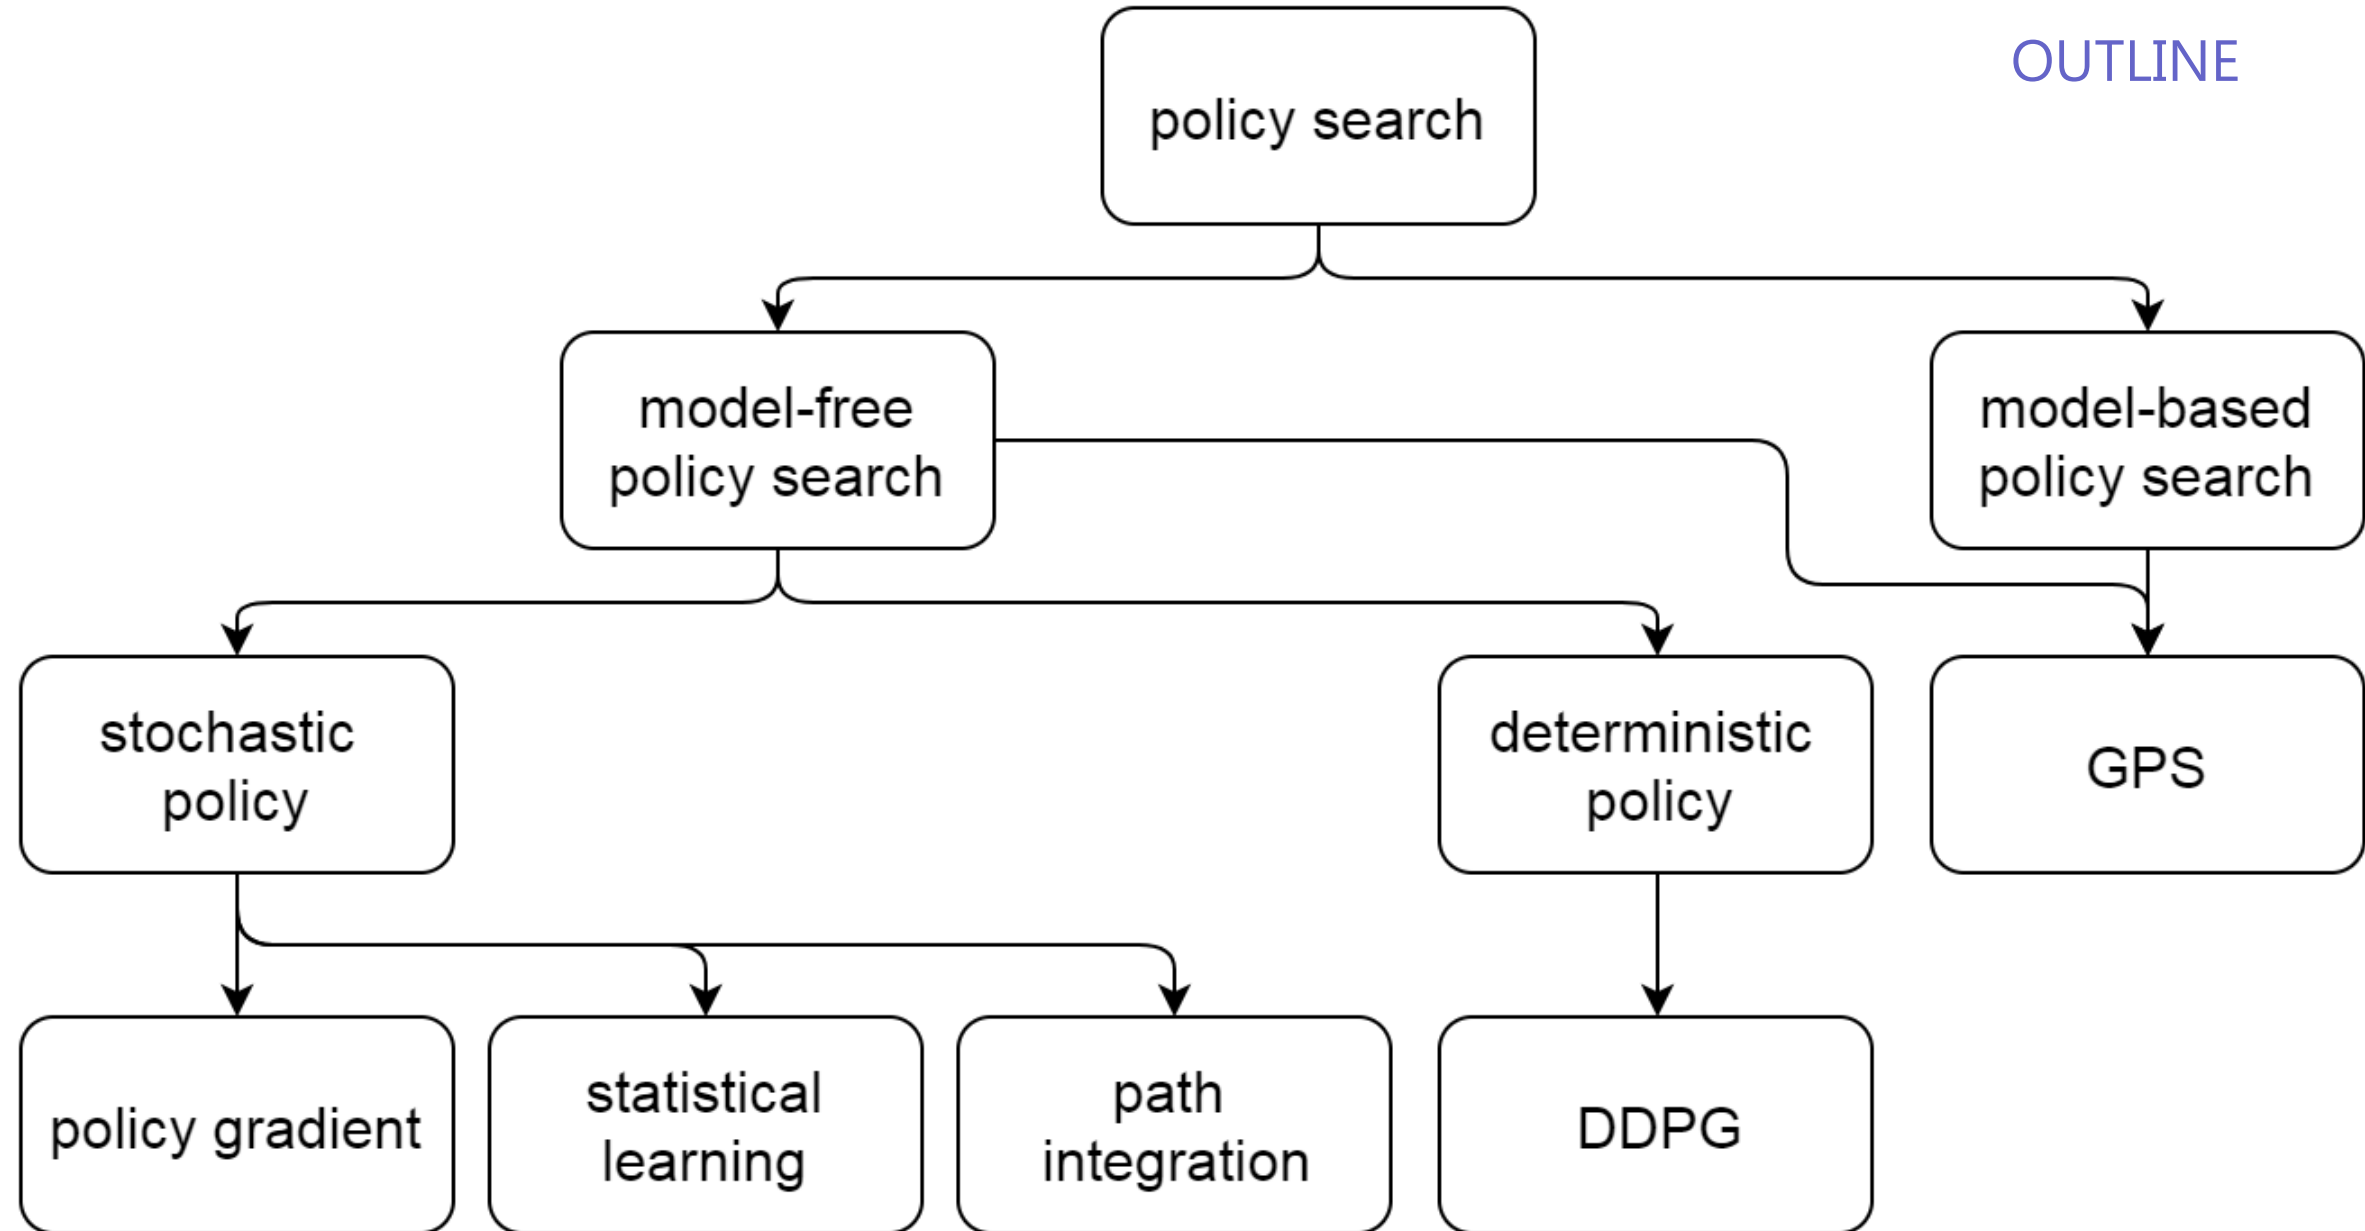 OUTLINE
policy search
model-free
policy search
model-based
policy search
stochastic
policy
deterministic
policy
GPS
policy gradient
statistical
learning
path
integration
DDPG